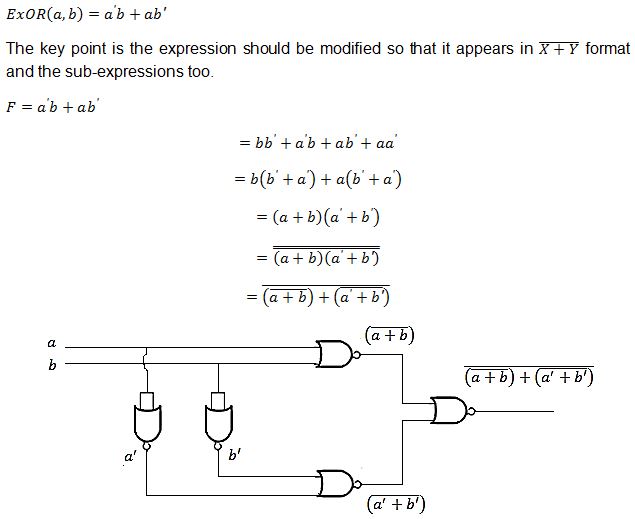 ExOR(a, b) = a'b + ab'
The key point is the expression should be modified so that it appears in \overline{X + Y} format
and the sub-expressions too.
F = a'b + ab'
= bb' + a'b + ab' + aa'
= b(b' + a') + a(b' + a')
= (a + b)(a' + b')
= \overline{\overline{(a + b)(a' + b')}}
= \overline{\overline{(a + b)} + \overline{(a' + b')}}
\overline{(a + b)}
a
b
\overline{\overline{(a + b)} + \overline{(a' + b')}}
a'
b'
\overline{(a' + b')}